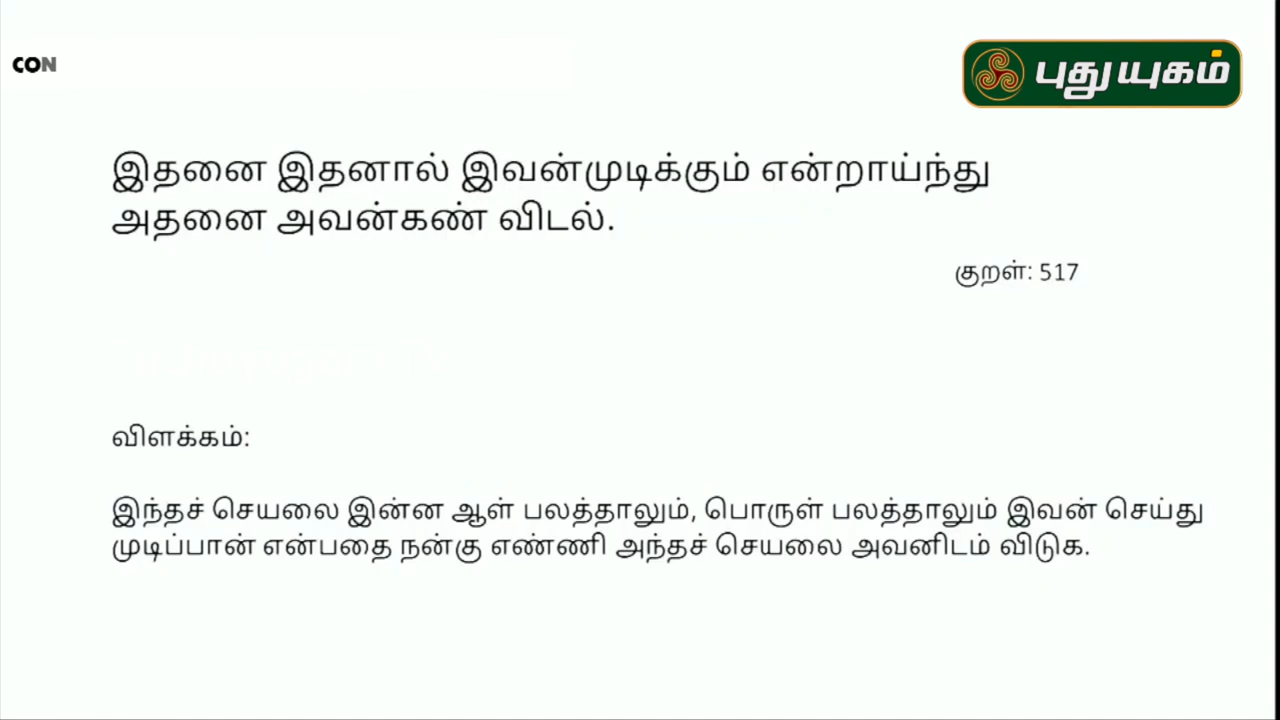 CON
புதுயுகம்
இதனை இதனால் இவன்முடிக்கும் என்றாய்ந்து
அதனை அவன்கண் விடல்.
குறள்: 517
விளக்கம்:
இந்தச் செயலை இன்ன ஆள் பலத்தாலும், பொருள் பலத்தாலும் இவன் செய்து
முடிப்பான் என்பதை நன்கு எண்ணி அந்தச் செயலை அவனிடம் விடுக.